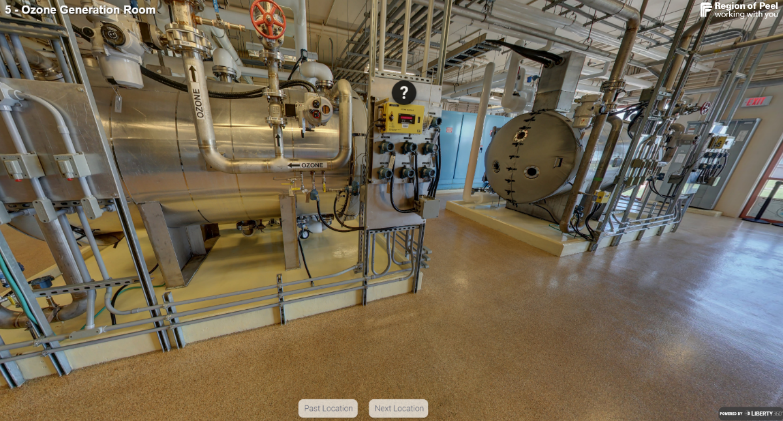 5 - Ozone Generation Room
Region of Peel
working with you
OZONE
?
OZONE
EXIT
Past Location
Next Location
POWERED BY LIBERTY 360°